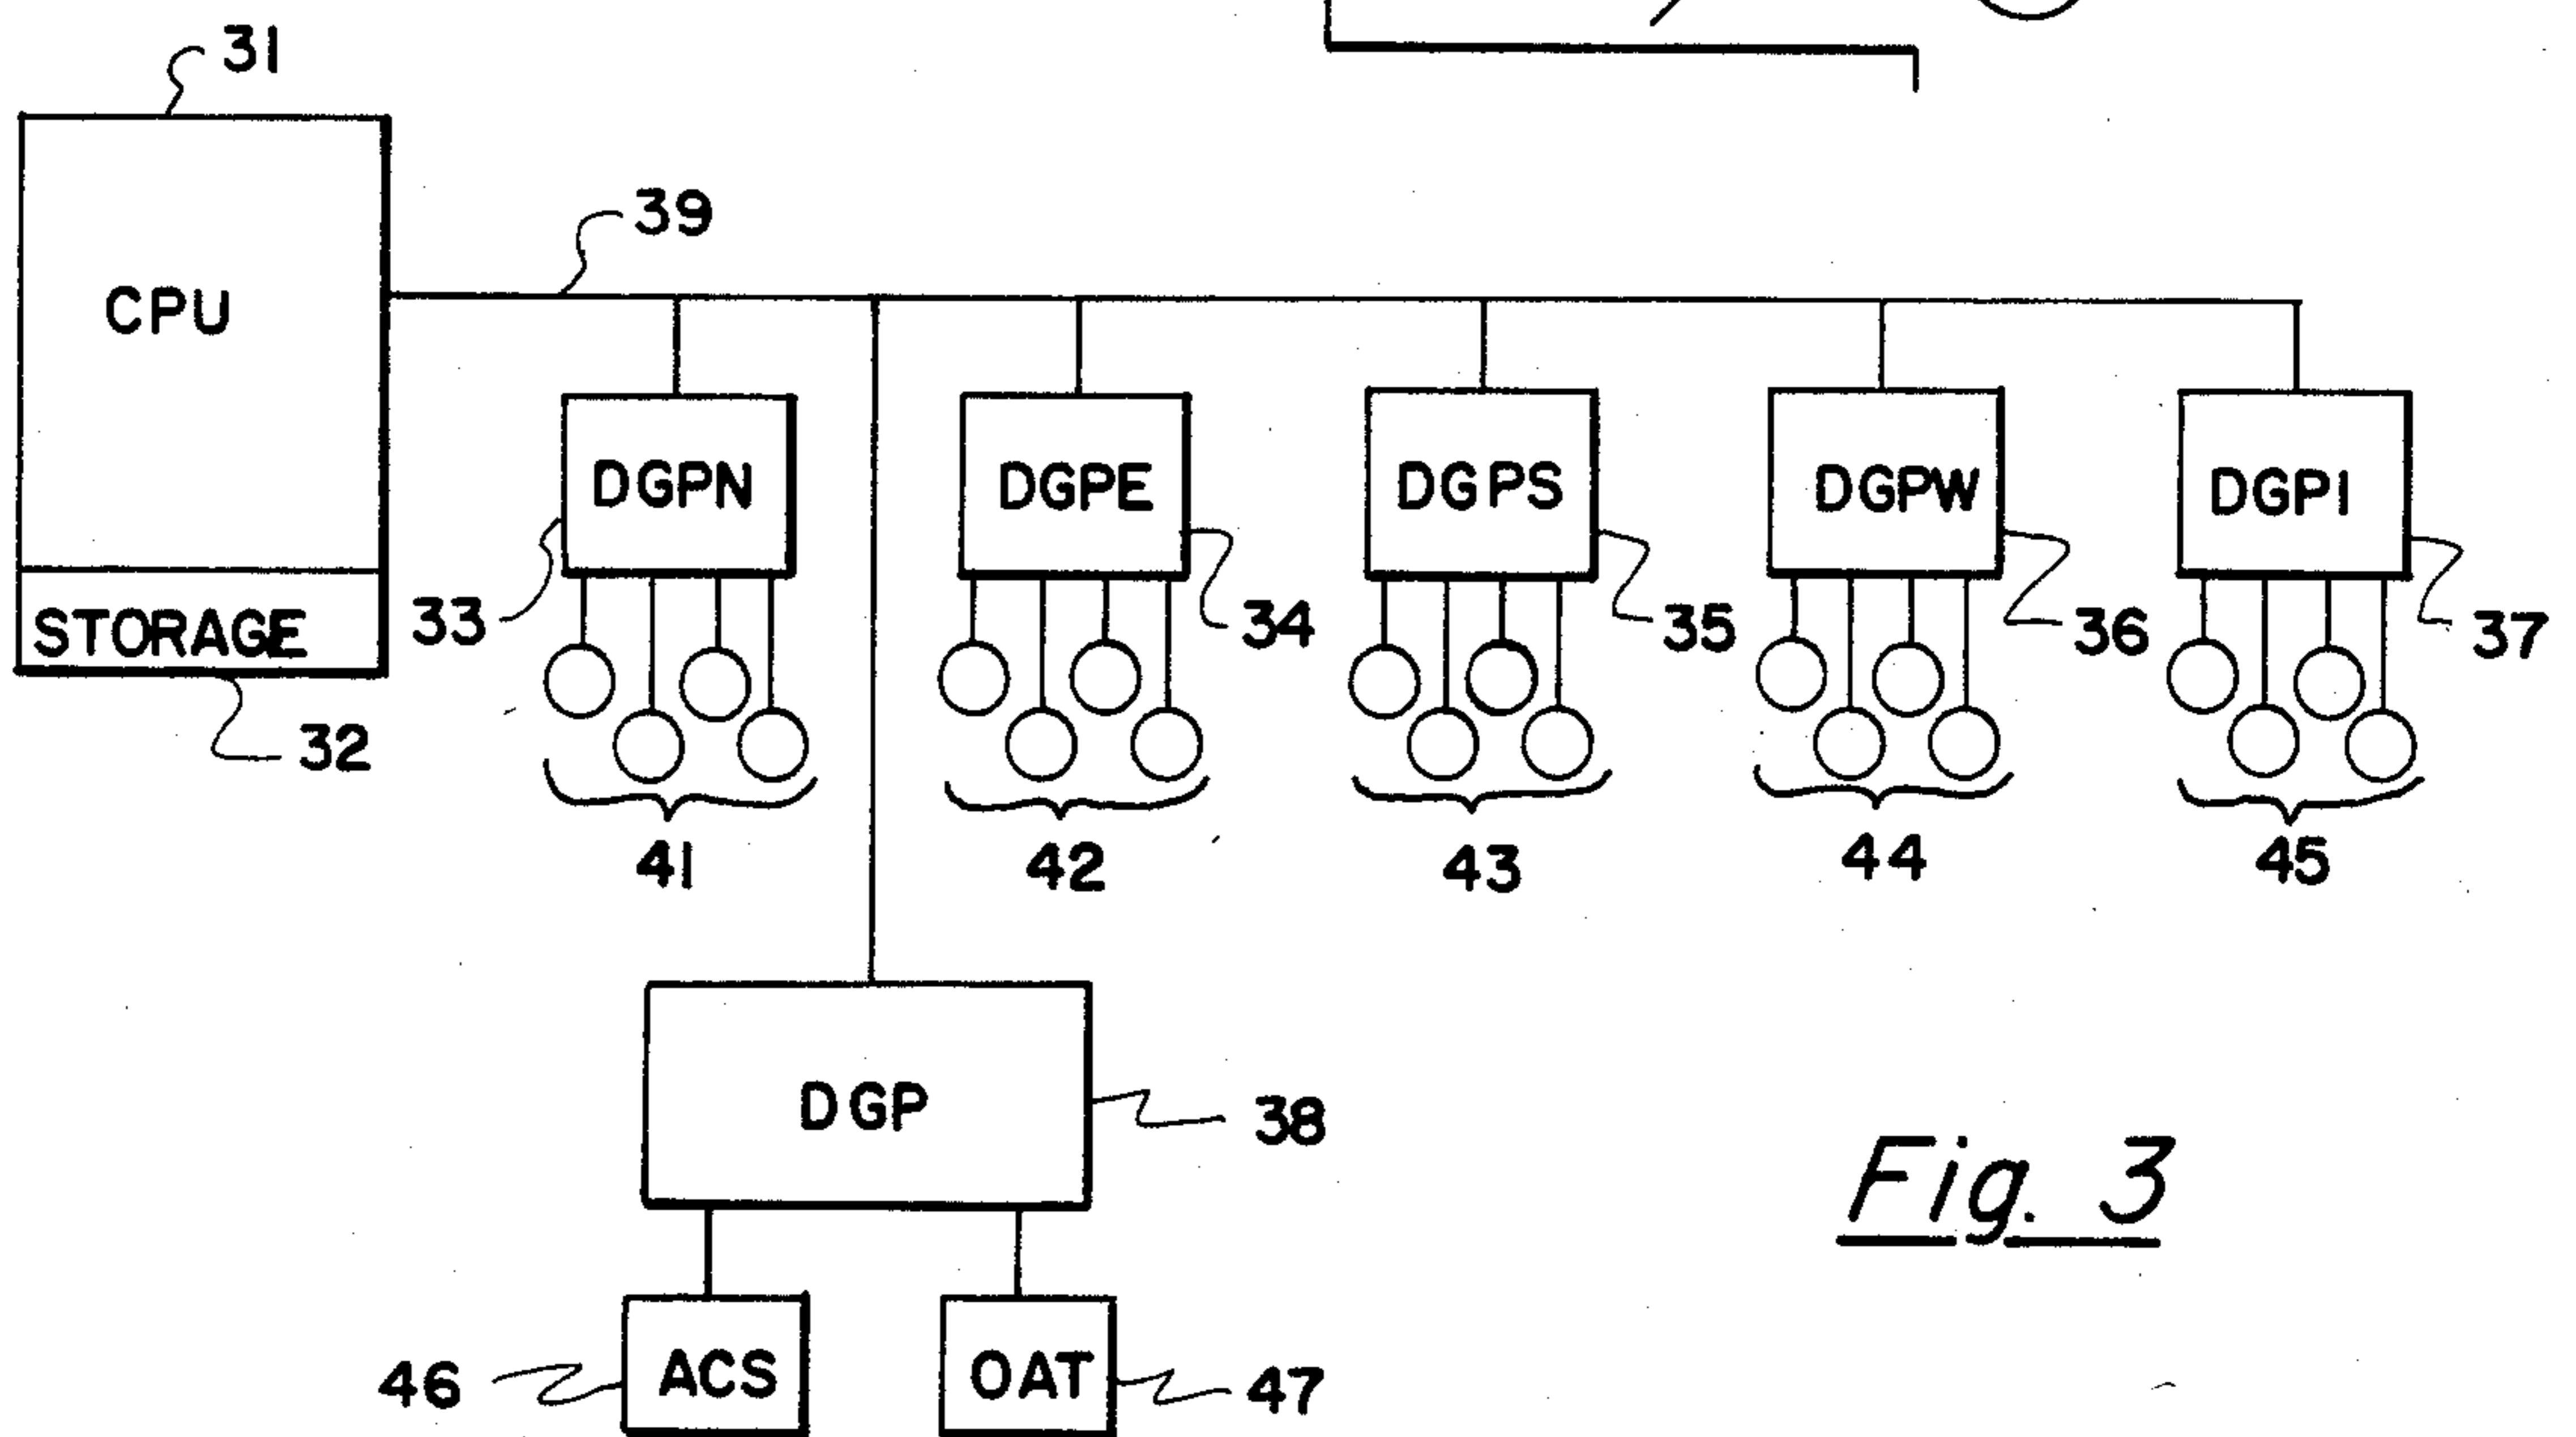 31
39
CPU
DGPN
DGPE
DGPS
DGPW
DGPI
33
34
35
36
37
STORAGE
32
41
42
43
44
45
DGP
38
Fig. 3
46
ACS
OAT
47